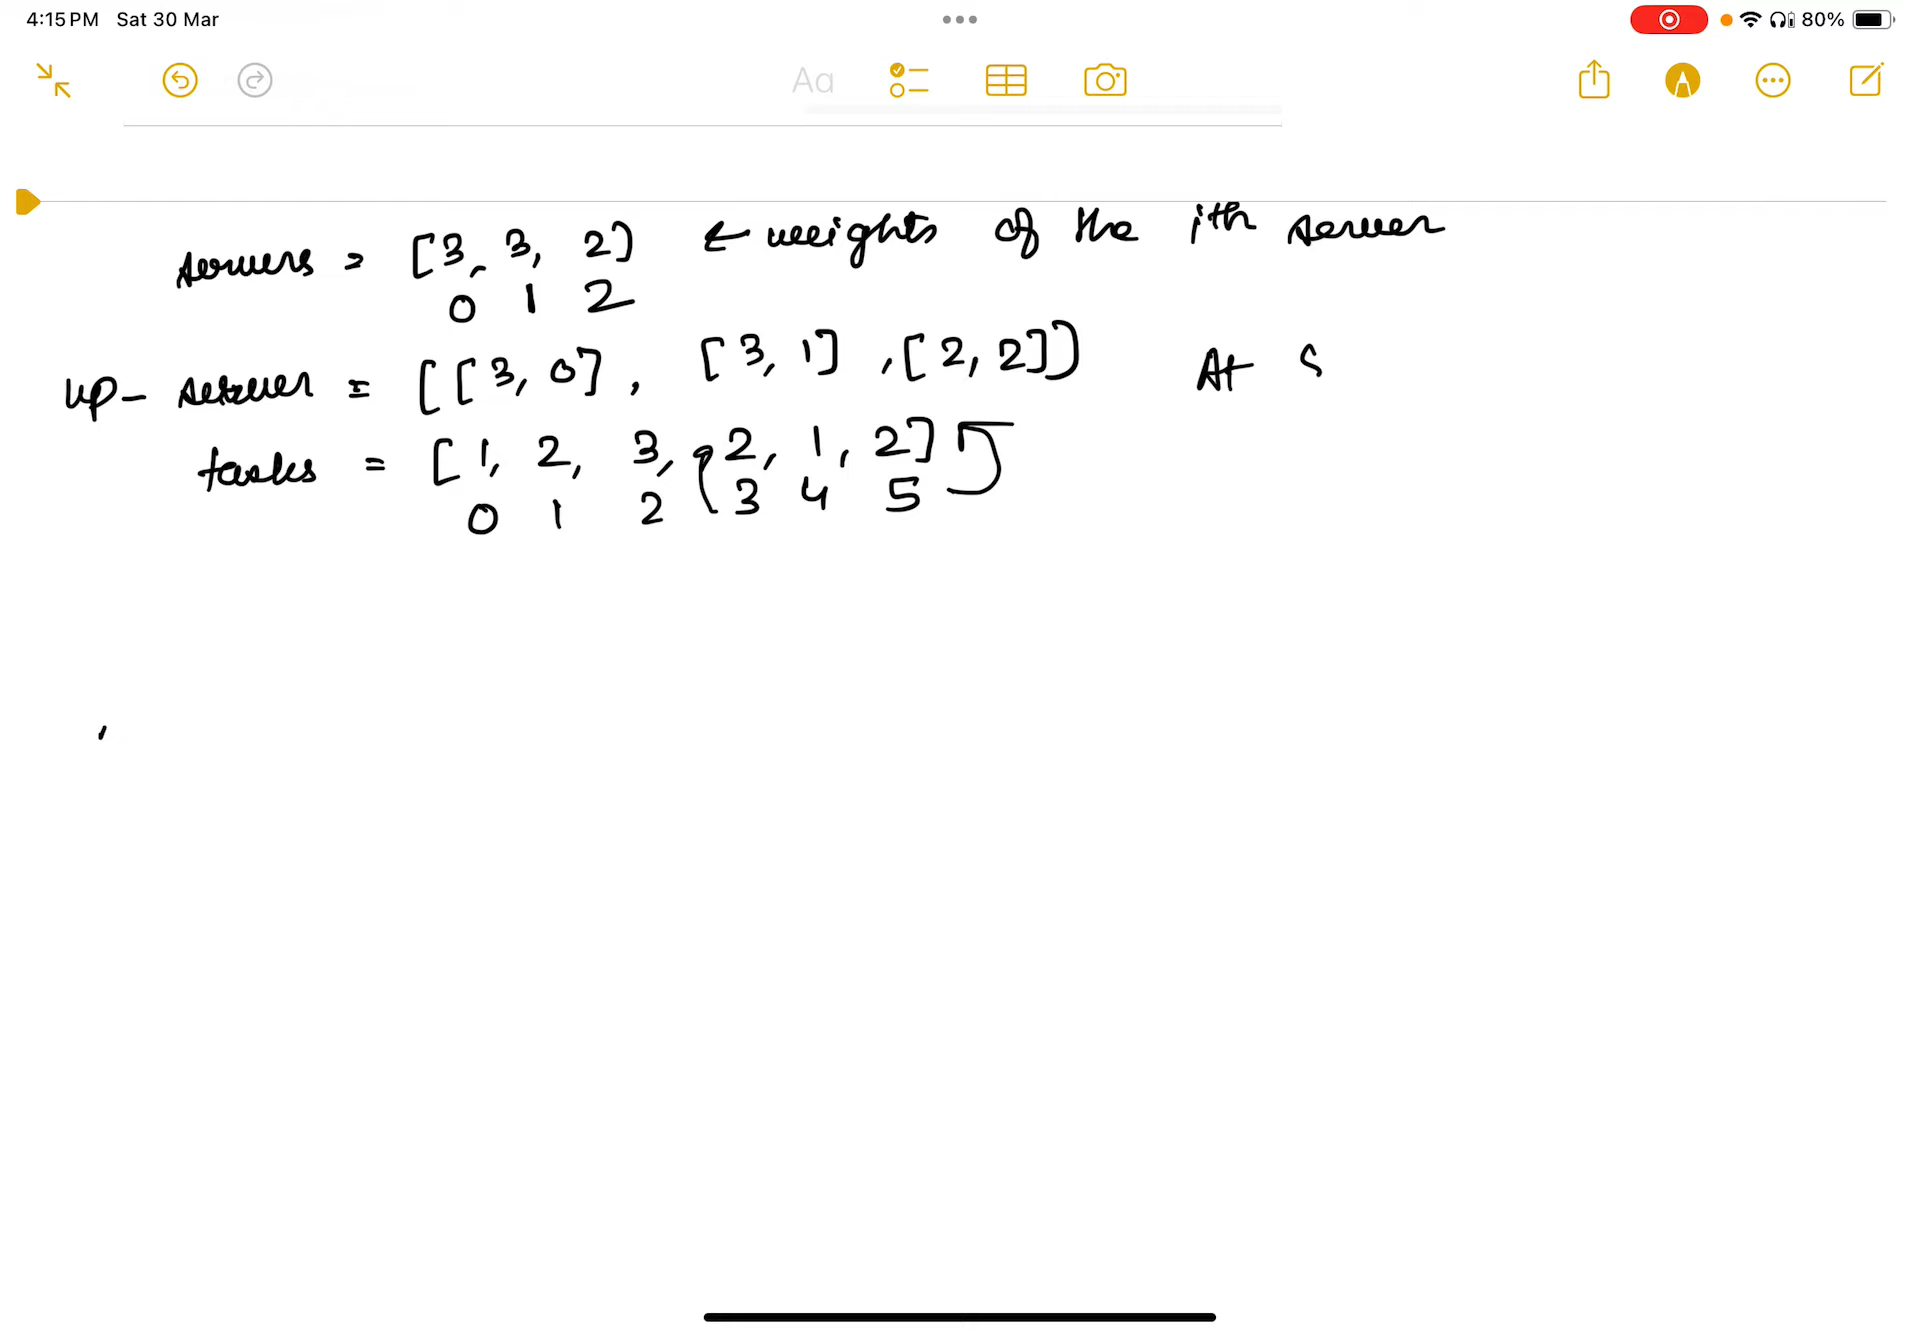 4:15 PM Sat 30 Mar 80%
Aa
servers = [3, 3, 2] ← weights of the ith server
0 1 2
up- server = [[3, 0], [3, 1], [2, 2]] At S
tasks = [1, 2, 3, 2, 1, 2]
0 1 2 3 4 5